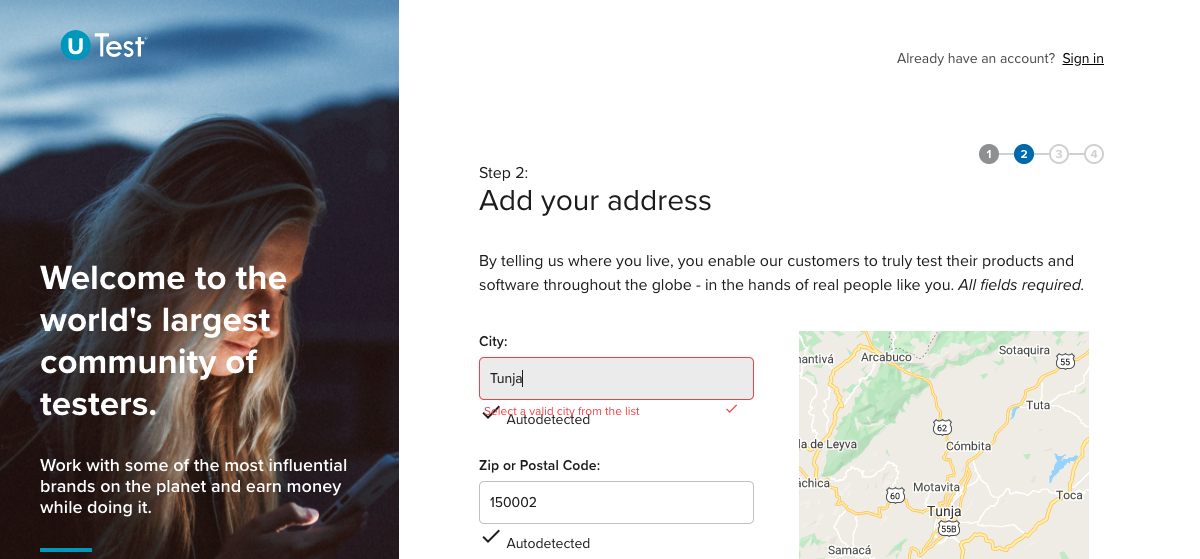 U Test
Already have an account? Sign in
1 2 3 4
Step 2:
Add your address
By telling us where you live, you enable our customers to truly test their products and
software throughout the globe - in the hands of real people like you. All fields required.
Welcome to the
world's largest
community of
testers.
Work with some of the most influential
brands on the planet and earn money
while doing it.
City:
Tunja
Select a valid city from the list
Autodetected
Zip or Postal Code:
150002
Autodetected
Sotaquira
antivá
Arcabuco
55
Tuta
62
la de Leyva
Cómbita
áchica
Motavita
60
Toca
Tunja
55B
Samacá